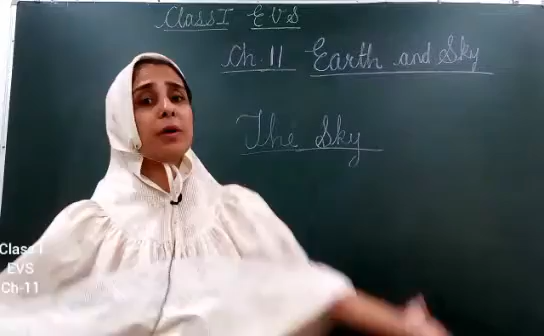 Class I EVS
Ch. 11 Earth and Sky
The Sky
Class I
EVS
Ch-11